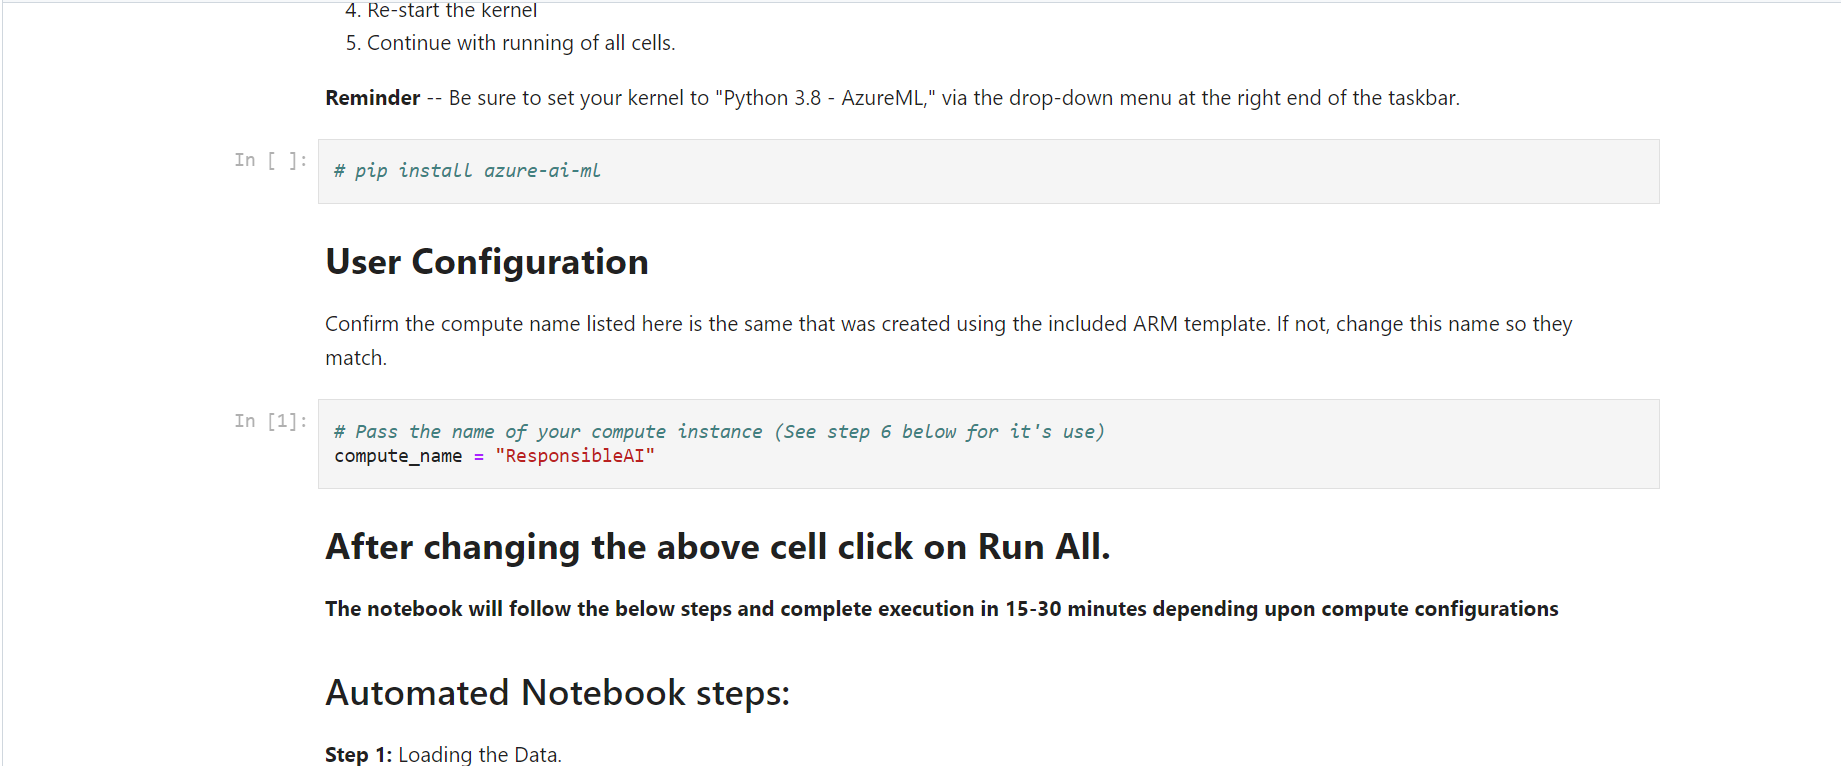 4. Re-start the kernel
5. Continue with running of all cells.
Reminder -- Be sure to set your kernel to "Python 3.8 - AzureML," via the drop-down menu at the right end of the taskbar.
In [ ]:
# pip install azure-ai-ml
User Configuration
Confirm the compute name listed here is the same that was created using the included ARM template. If not, change this name so they
match.
In [1]:
# Pass the name of your compute instance (See step 6 below for it's use)
compute_name = "ResponsibleAI"
After changing the above cell click on Run All.
The notebook will follow the below steps and complete execution in 15-30 minutes depending upon compute configurations
Automated Notebook steps:
Step 1: Loading the Data.